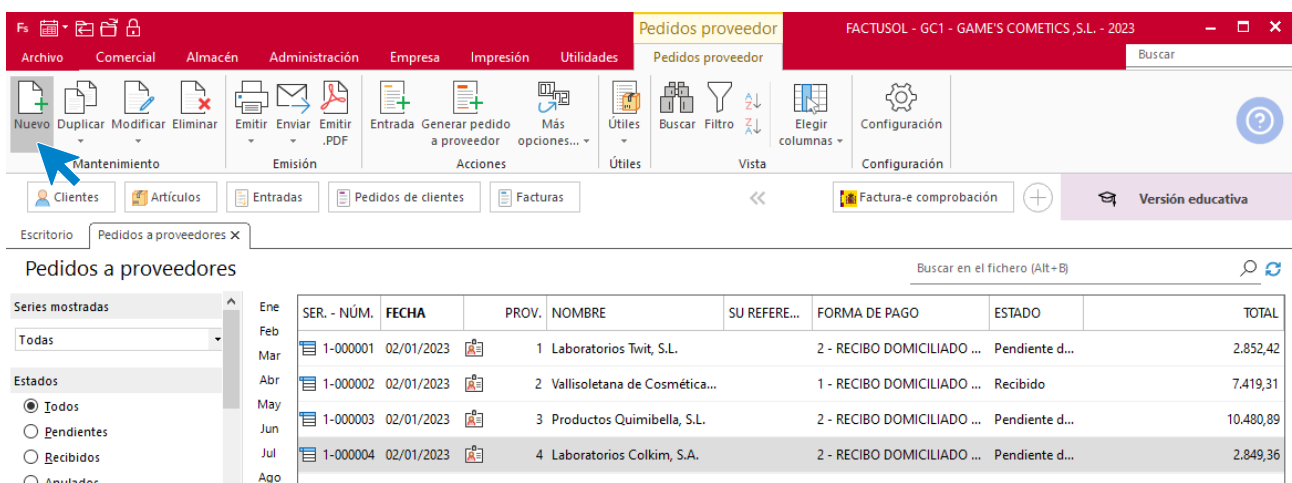 Fs
Pedidos proveedor
FACTUSOL - GC1 - GAME'S COMETICS ,S.L. - 2023
Archivo Comercial Almacén Administración Empresa Impresión Utilidades Pedidos proveedor Buscar
Nuevo Duplicar Modificar Eliminar Emitir Enviar Emitir .PDF Entrada Generar pedido a proveedor Más opciones... Útiles Buscar Filtro Elegir columnas Configuración
Mantenimiento Emisión Acciones Útiles Vista Configuración
Clientes Artículos Entradas Pedidos de clientes Facturas Factura-e comprobación Versión educativa
Escritorio Pedidos a proveedores X
Pedidos a proveedores Buscar en el fichero (Alt+B)
Series mostradas
Todas
Estados
Todos
Pendientes
Recibidos
Anulados
Ene
Feb
Mar
Abr
May
Jun
Jul
Ago
SER. - NÚM. FECHA PROV. NOMBRE SU REFERE... FORMA DE PAGO ESTADO TOTAL
1-000001 02/01/2023 1 Laboratorios Twit, S.L. 2 - RECIBO DOMICILIADO ... Pendiente d... 2.852,42
1-000002 02/01/2023 2 Vallisoletana de Cosmética... 1 - RECIBO DOMICILIADO ... Recibido 7.419,31
1-000003 02/01/2023 3 Productos Quimibella, S.L. 2 - RECIBO DOMICILIADO ... Pendiente d... 10.480,89
1-000004 02/01/2023 4 Laboratorios Colkim, S.A. 2 - RECIBO DOMICILIADO ... Pendiente d... 2.849,36